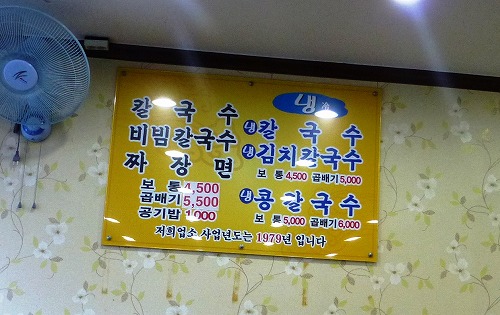 칼국수
비빔칼국수
짜장면
보통 4,500
곱배기 5,500
공기밥 1000
냉
냉 칼국수
냉 김치칼국수
보통 4,500 곱배기 5,000
냉 콩칼국수
보통 5,000 곱배기 6,000
저희업소 사업년도는 1979년 입니다